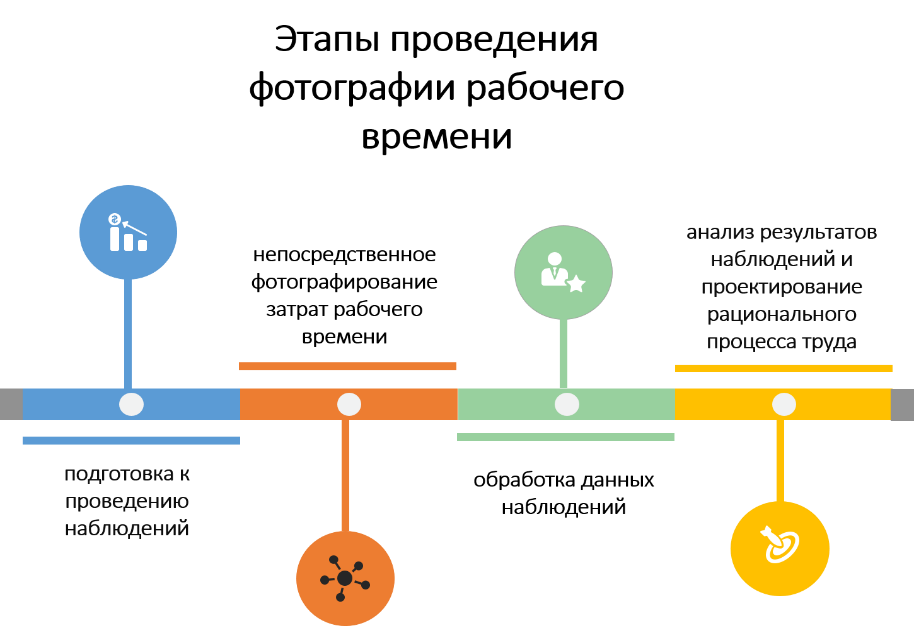 Этапы проведения
фотографии рабочего
времени
подготовка к
проведению
наблюдений
непосредственное
фотографирование
затрат рабочего
времени
обработка данных
наблюдений
анализ результатов
наблюдений и
проектирование
рационального
процесса труда